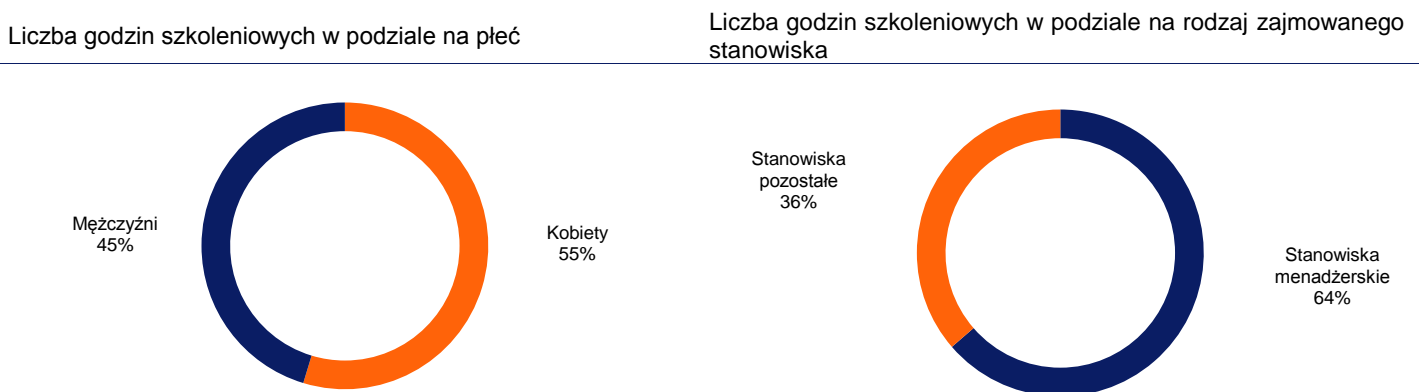 Liczba godzin szkoleniowych w podziale na płeć
Liczba godzin szkoleniowych w podziale na rodzaj zajmowanego
stanowiska
Mężczyźni
45%
Kobiety
55%
Stanowiska
pozostałe
36%
Stanowiska
menadżerskie
64%